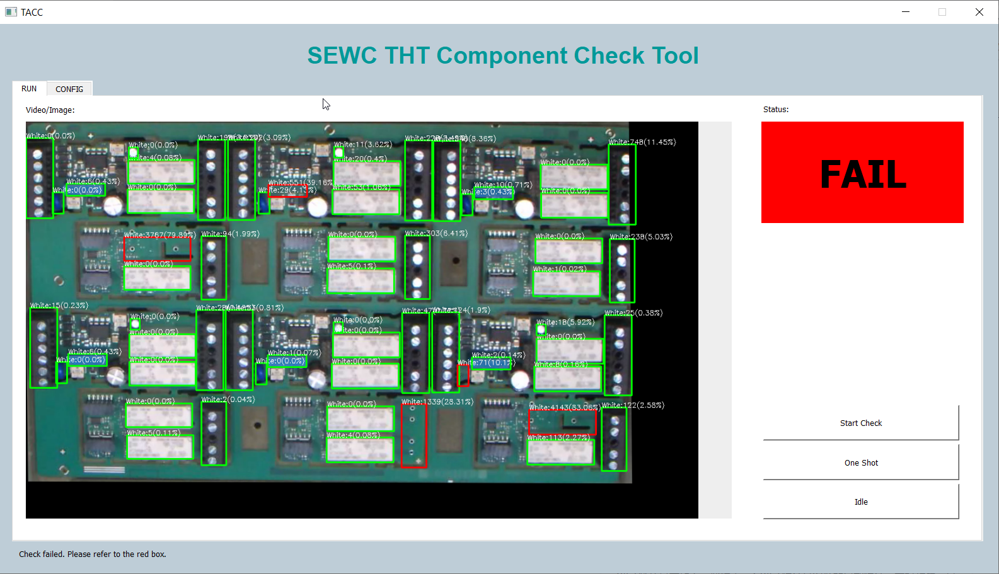 TACC
SEWC THT Component Check Tool
RUN
CONFIG
Video/Image:
Status:
White:0(0.0%)
White:0(0.0%)
White:4(0.08%)
White:0(0.0%)
White:6(0.43%)
White:0(0.0%)
(3.09%)
White:11(3.62%)
White:20(0.4%)
White:53(1.06%)
White:551(39.16%
(8.36%)
White:0(0.0%)
White:0(0.0%)
White:10(0.71%)
White:3(0.43%)
White:748(11.45%)
FAIL
White:3767(79.89%)
White:0(0.0%)
White:94(1.99%)
White:0(0.0%)
White:5(0.1%)
White:303(6.41%)
White:0(0.0%)
White:1(0.02%)
White:238(5.03%)
White:15(0.23%)
White:0(0.0%)
White:0(0.0%)
White:0(0.0%)
White:6(0.43%)
White:0(0.0%)
(0.81%)
White:0(0.0%)
White:0(0.0%)
White:0(0.0%)
White:1(0.07%)
White:0(0.0%)
(1.9%)
White:18(5.92%)
White:0(0.0%)
White:8(0.16%)
White:2(0.14%)
White:71(10.1%)
White:25(0.38%)
White:0(0.0%)
White:5(0.11%)
White:2(0.04%)
White:0(0.0%)
White:4(0.08%)
White:1339(28.31%)
White:4143(83.06%)
White:113(2.27%)
White:122(2.58%)
Start Check
One Shot
Idle
Check failed. Please refer to the red box.